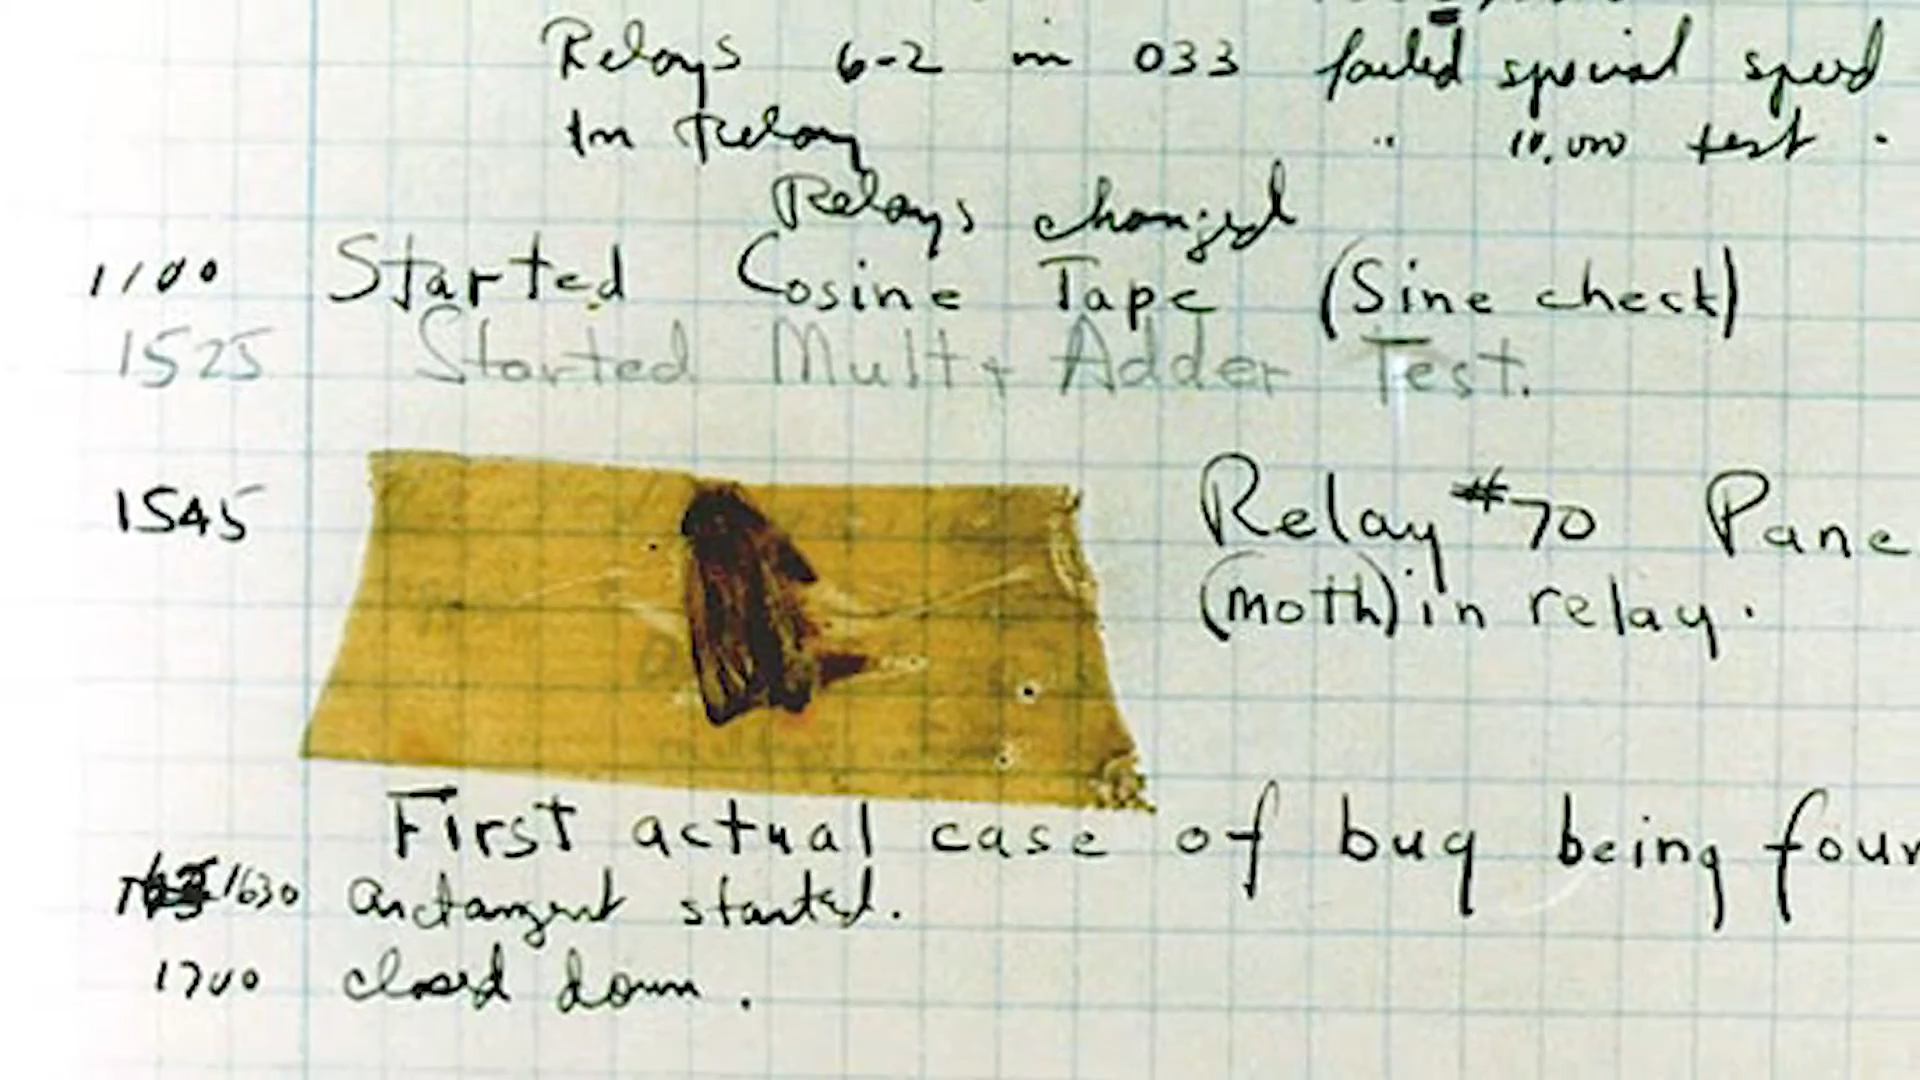 Relays 6-2 in 033 failed special speed
In Relay " 10,000 test .
Relays changed
1100 Started Cosine Tape (Sine check)
1525 Started Mult + Adder Test.
1545 Relay #70 Pane
(moth) in relay.
First actual case of bug being foun
1630 arctangent started.
1700 closed down.